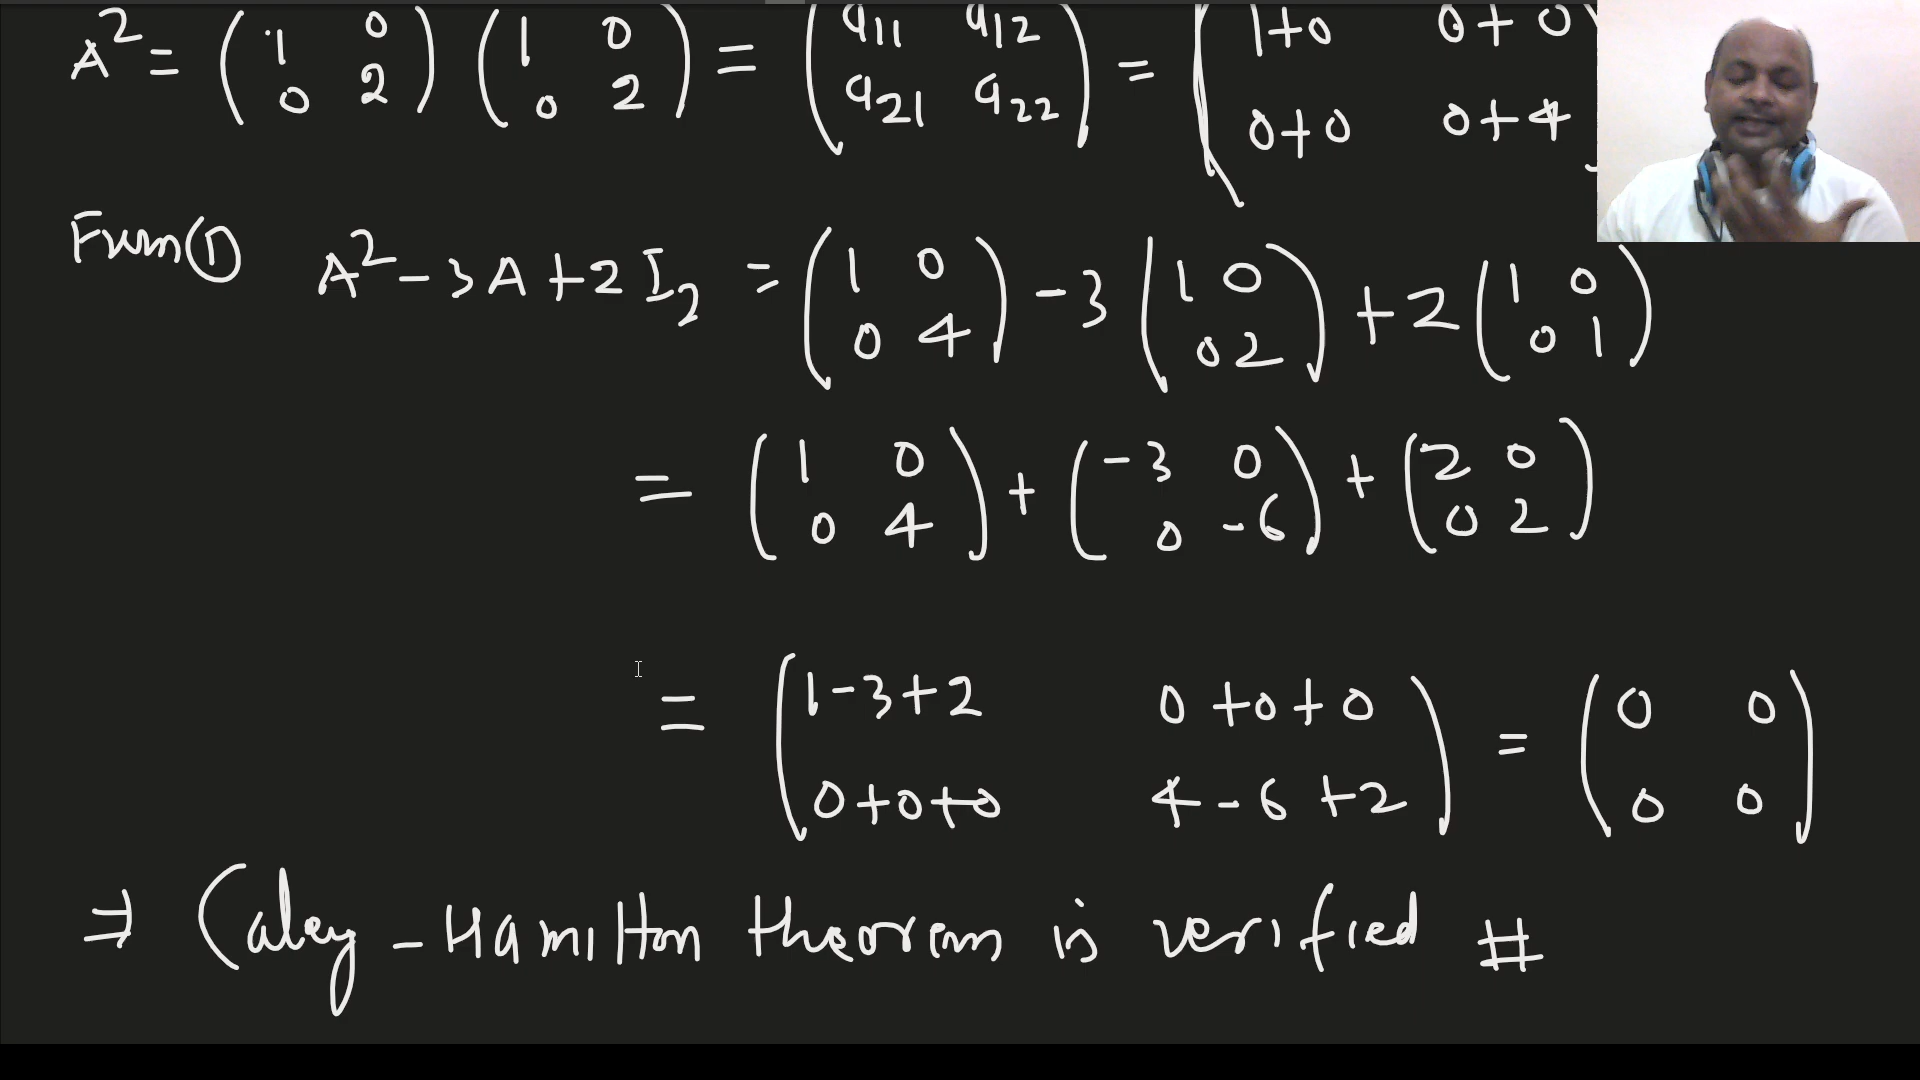 A² = (1 0 0 2) (1 0 0 2) = (a11 a12 a21 a22) = (1+0 0+0 0+0 0+4
From ① A² - 3A + 2 I2 = (1 0 0 4) - 3 (1 0 0 2) + 2 (1 0 0 1)
= (1 0 0 4) + (-3 0 0 -6) + (2 0 0 2)
= (1-3+2 0+0+0 0+0+0 4-6+2) = (0 0 0 0)
⇒ Caley - Hamilton theorem is verified #